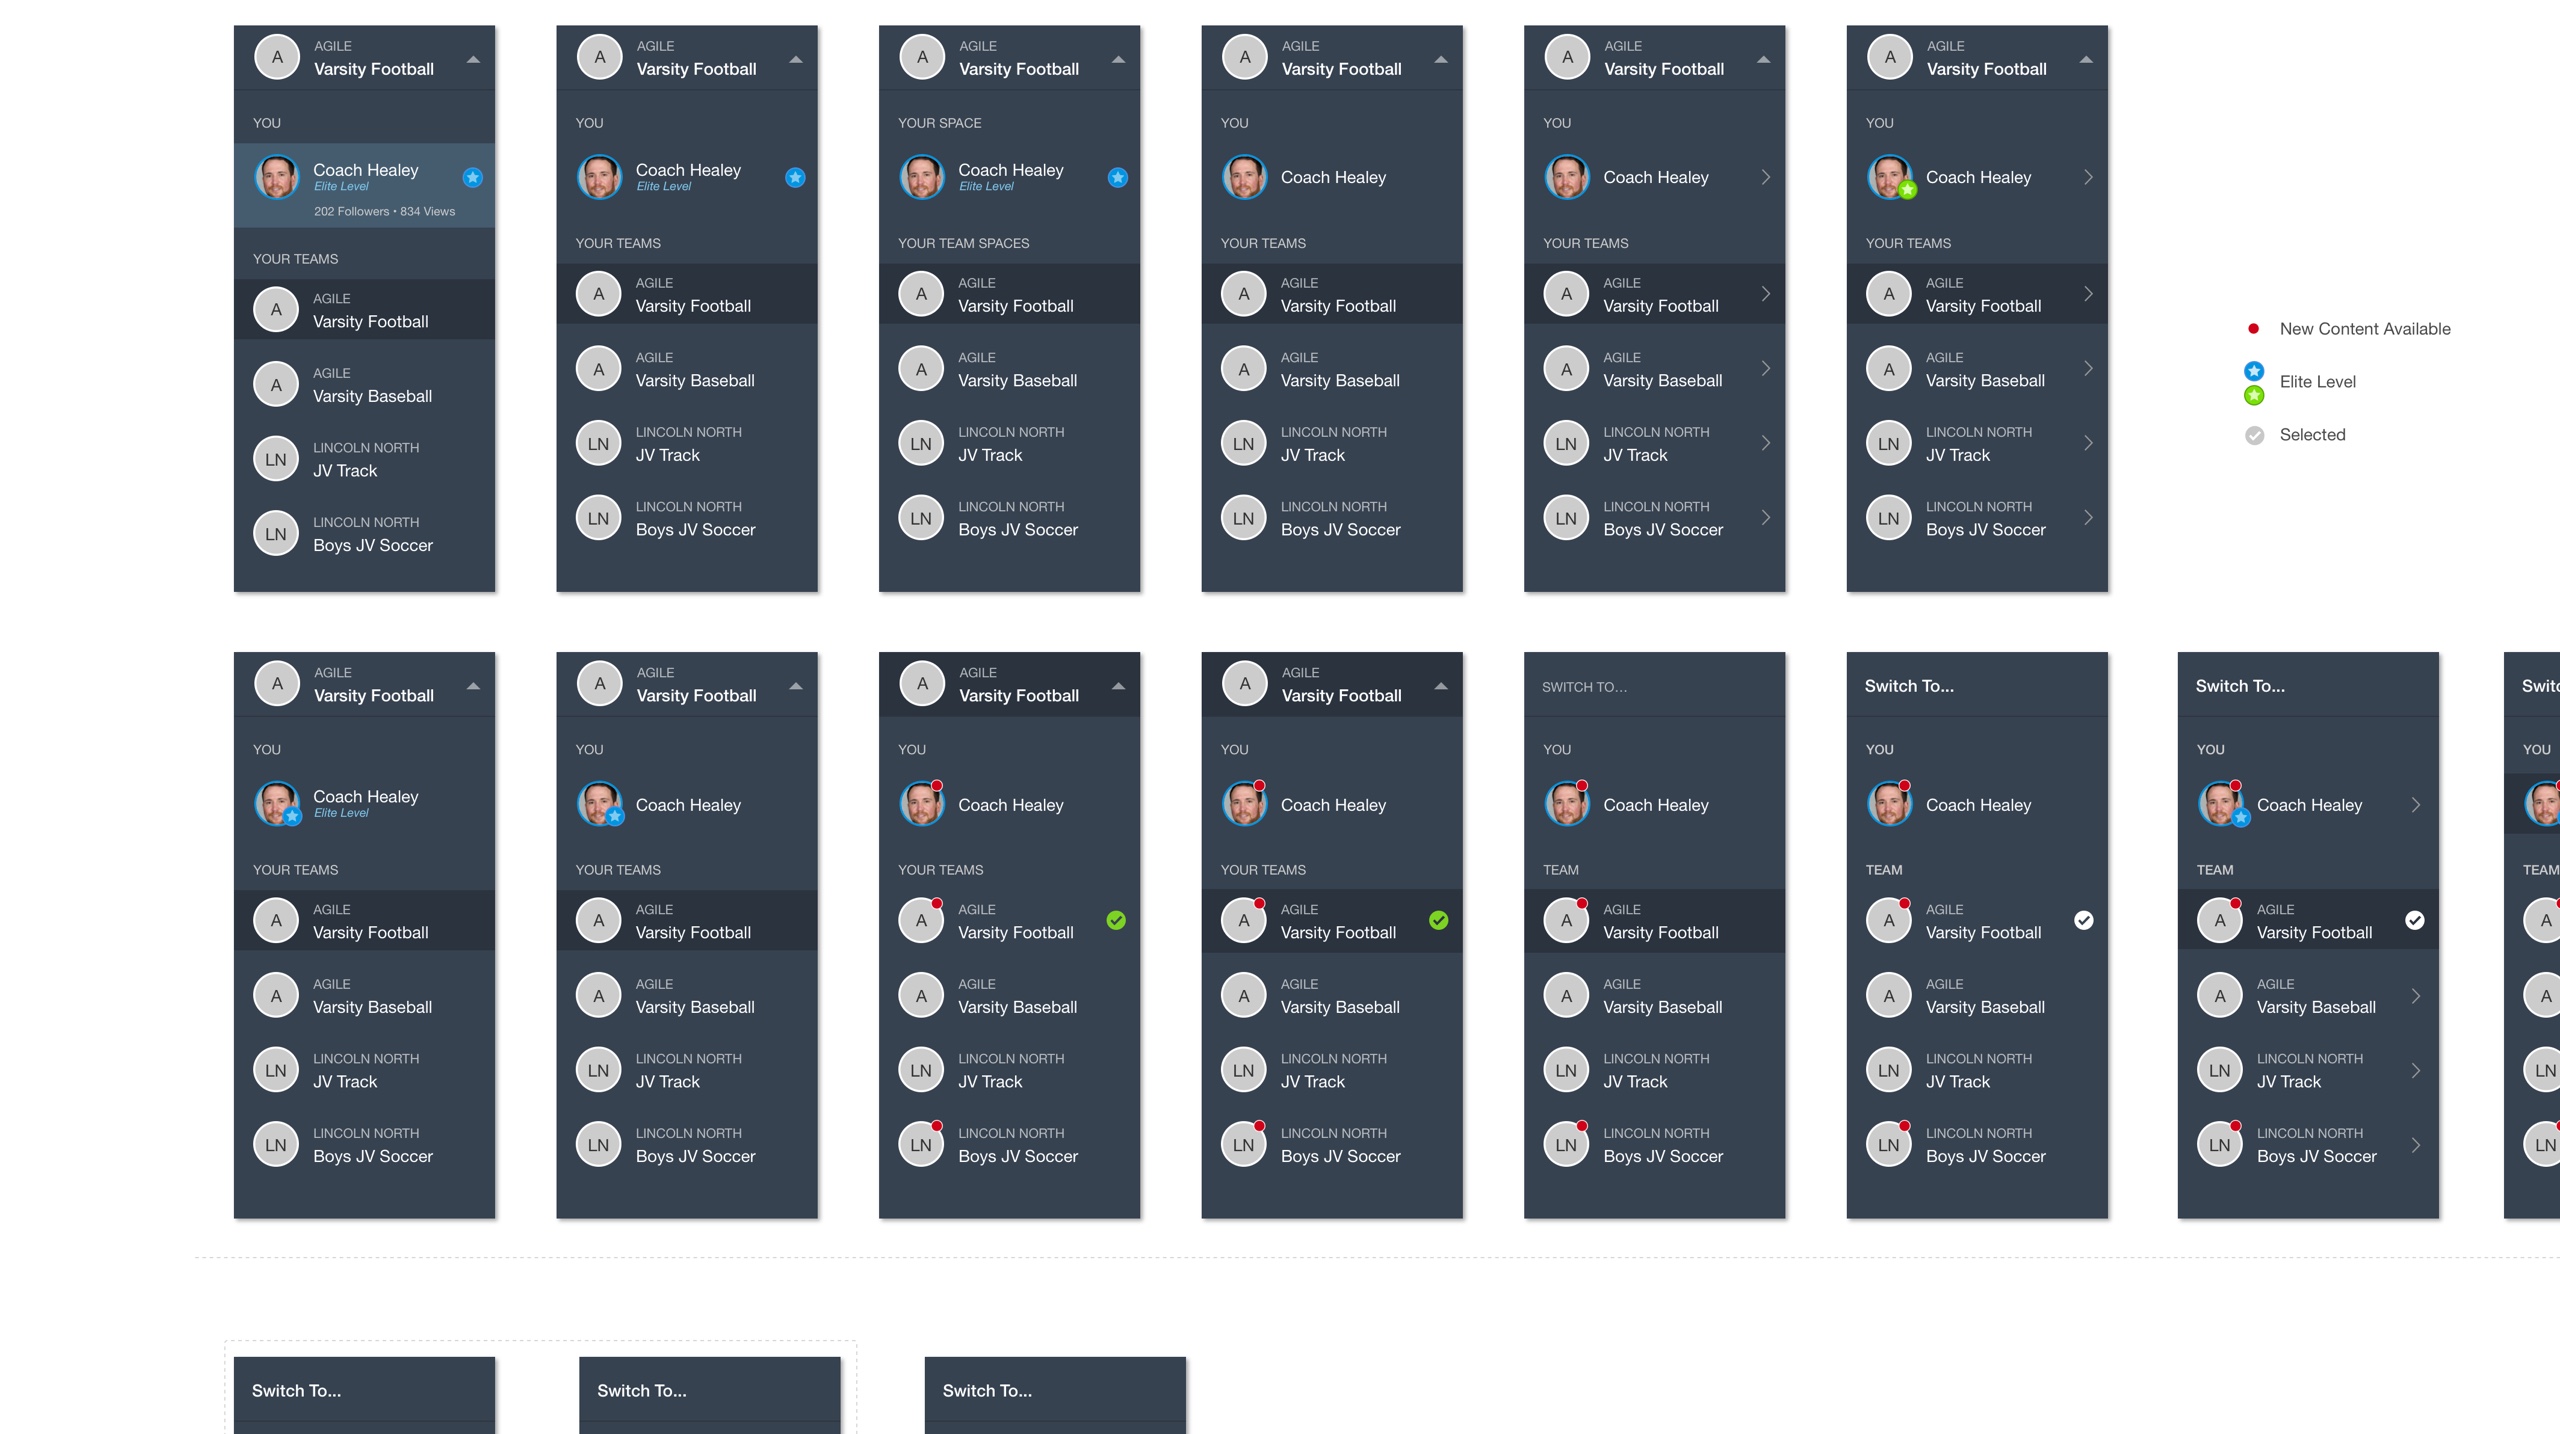 A
AGILE
Varsity Football
YOU
Coach Healey
Elite Level
202 Followers • 834 Views
YOUR TEAMS
A
AGILE
Varsity Football
A
AGILE
Varsity Baseball
LN
LINCOLN NORTH
JV Track
LN
LINCOLN NORTH
Boys JV Soccer
A
AGILE
Varsity Football
YOU
Coach Healey
Elite Level
YOUR TEAMS
A
AGILE
Varsity Football
A
AGILE
Varsity Baseball
LN
LINCOLN NORTH
JV Track
LN
LINCOLN NORTH
Boys JV Soccer
A
AGILE
Varsity Football
YOUR SPACE
Coach Healey
Elite Level
YOUR TEAM SPACES
A
AGILE
Varsity Football
A
AGILE
Varsity Baseball
LN
LINCOLN NORTH
JV Track
LN
LINCOLN NORTH
Boys JV Soccer
A
AGILE
Varsity Football
YOU
Coach Healey
YOUR TEAMS
A
AGILE
Varsity Football
A
AGILE
Varsity Baseball
LN
LINCOLN NORTH
JV Track
LN
LINCOLN NORTH
Boys JV Soccer
A
AGILE
Varsity Football
YOU
Coach Healey
YOUR TEAMS
A
AGILE
Varsity Football
A
AGILE
Varsity Baseball
LN
LINCOLN NORTH
JV Track
LN
LINCOLN NORTH
Boys JV Soccer
A
AGILE
Varsity Football
YOU
Coach Healey
YOUR TEAMS
A
AGILE
Varsity Football
A
AGILE
Varsity Baseball
LN
LINCOLN NORTH
JV Track
LN
LINCOLN NORTH
Boys JV Soccer
New Content Available
Elite Level
Selected
A
AGILE
Varsity Football
YOU
Coach Healey
Elite Level
YOUR TEAMS
A
AGILE
Varsity Football
A
AGILE
Varsity Baseball
LN
LINCOLN NORTH
JV Track
LN
LINCOLN NORTH
Boys JV Soccer
A
AGILE
Varsity Football
YOU
Coach Healey
YOUR TEAMS
A
AGILE
Varsity Football
A
AGILE
Varsity Baseball
LN
LINCOLN NORTH
JV Track
LN
LINCOLN NORTH
Boys JV Soccer
A
AGILE
Varsity Football
YOU
Coach Healey
YOUR TEAMS
A
AGILE
Varsity Football
A
AGILE
Varsity Baseball
LN
LINCOLN NORTH
JV Track
LN
LINCOLN NORTH
Boys JV Soccer
A
AGILE
Varsity Football
YOU
Coach Healey
YOUR TEAMS
A
AGILE
Varsity Football
A
AGILE
Varsity Baseball
LN
LINCOLN NORTH
JV Track
LN
LINCOLN NORTH
Boys JV Soccer
SWITCH TO...
YOU
Coach Healey
TEAM
A
AGILE
Varsity Football
A
AGILE
Varsity Baseball
LN
LINCOLN NORTH
JV Track
LN
LINCOLN NORTH
Boys JV Soccer
Switch To...
YOU
Coach Healey
TEAM
A
AGILE
Varsity Football
A
AGILE
Varsity Baseball
LN
LINCOLN NORTH
JV Track
LN
LINCOLN NORTH
Boys JV Soccer
Switch To...
YOU
Coach Healey
TEAM
A
AGILE
Varsity Football
A
AGILE
Varsity Baseball
LN
LINCOLN NORTH
JV Track
LN
LINCOLN NORTH
Boys JV Soccer
YOU
TEAM
A
A
LN
LN
Switch To...
Switch To...
Switch To...